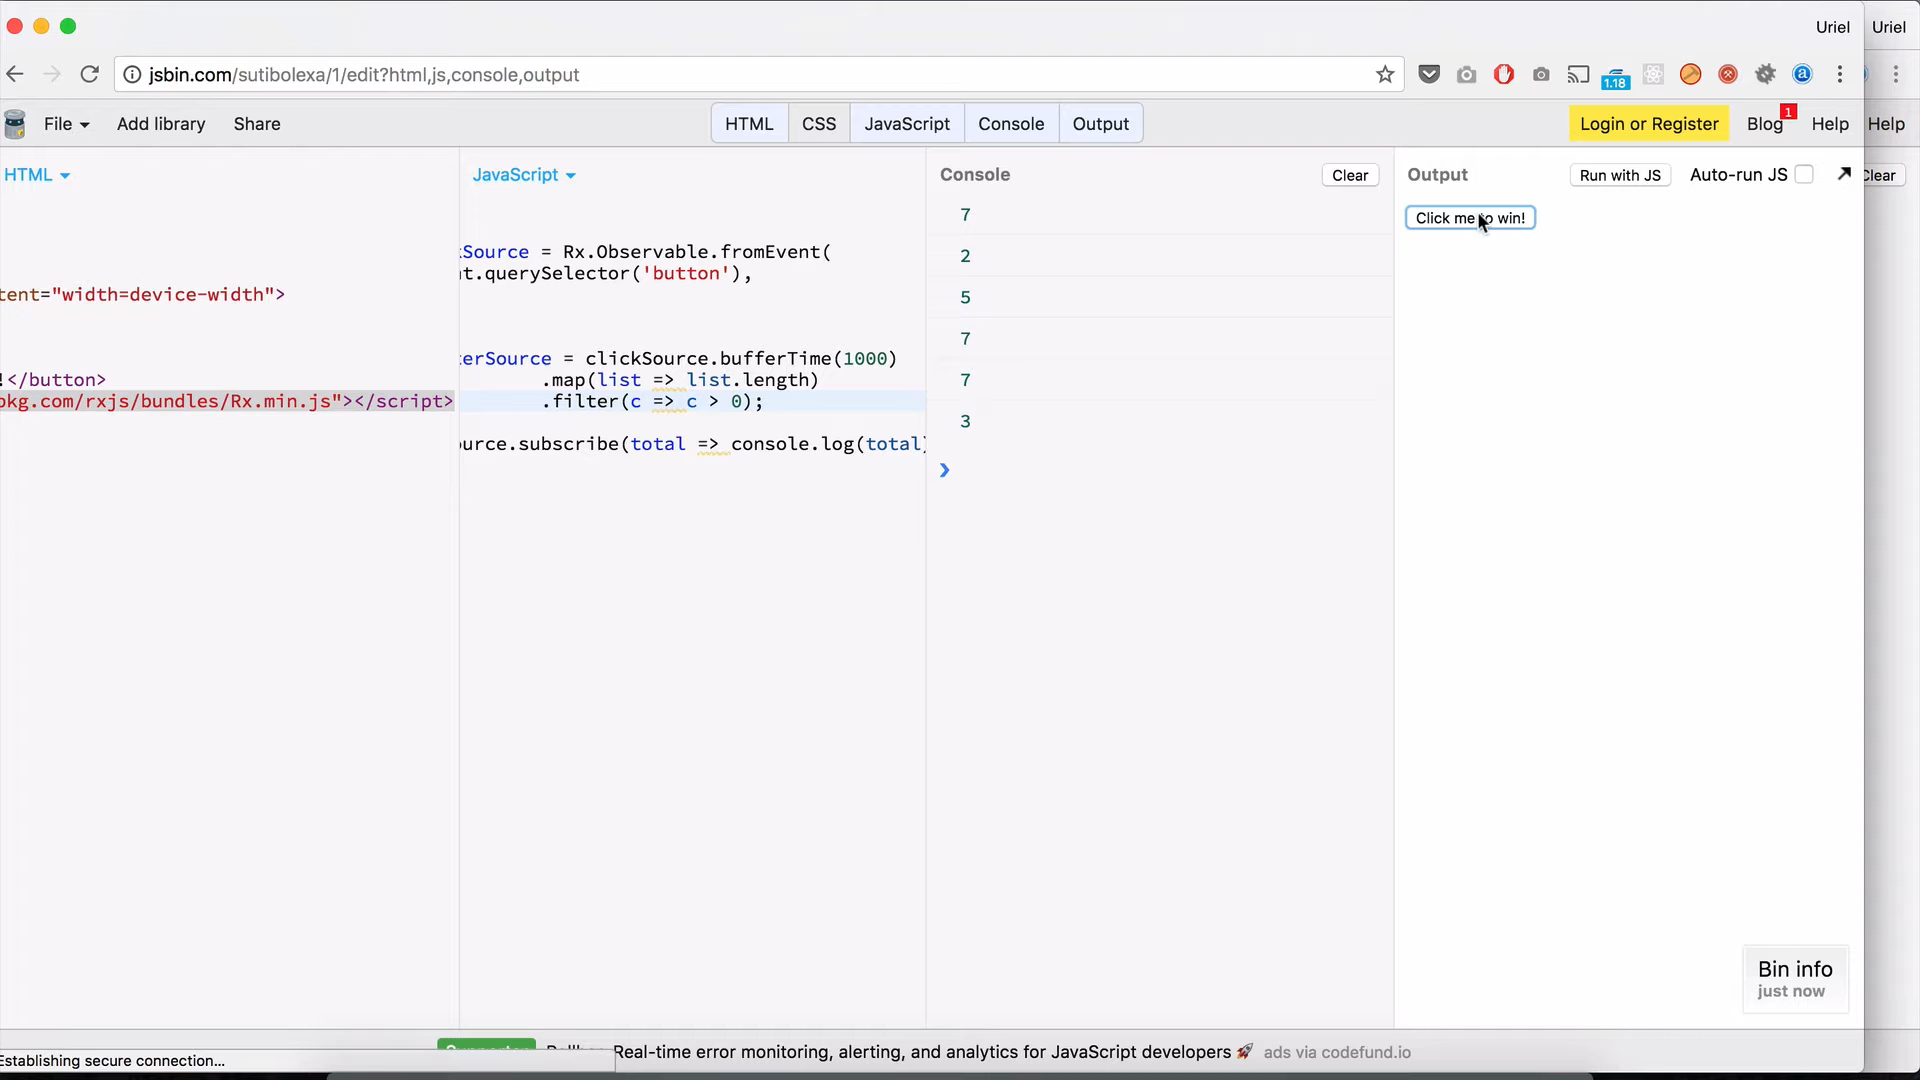 Uriel
Uriel
jsbin.com/sutibolexa/1/edit?html,js,console,output
1.18
a
File
Add library
Share
HTML
CSS
JavaScript
Console
Output
Login or Register
Blog
1
Help
Help
HTML
tent="width=device-width">
!</button>
pkg.com/rxjs/bundles/Rx.min.js"></script>
JavaScript
Source = Rx.Observable.fromEvent(
nt.querySelector('button'),
erSource = clickSource.bufferTime(1000)
.map(list => list.length)
.filter(c => c > 0);
urce.subscribe(total => console.log(total)
Console
Clear
7
2
5
7
7
3
Output
Run with JS
Auto-run JS
Clear
Click me to win!
Bin info
just now
Real-time error monitoring, alerting, and analytics for JavaScript developers 🚀 ads via codefund.io
Establishing secure connection...